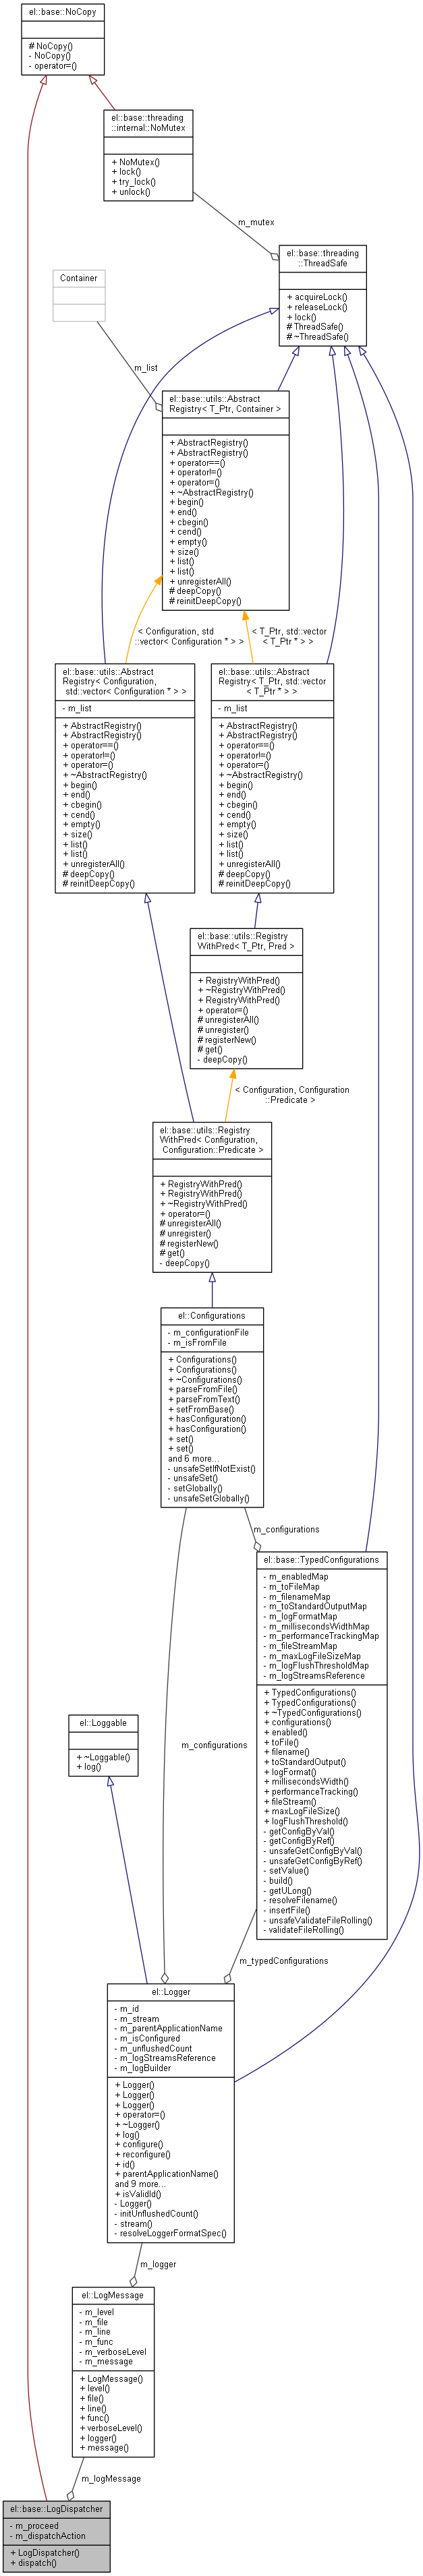 el::base::NoCopy
# NoCopy()
- NoCopy()
- operator=()
el::base::threading
::internal::NoMutex
+ NoMutex()
+ lock()
+ try_lock()
+ unlock()
m_mutex
el::base::threading
::ThreadSafe
+ acquireLock()
+ releaseLock()
+ lock()
# ThreadSafe()
# ~ThreadSafe()
Container
m_list
el::base::utils::Abstract
Registry< T_Ptr, Container >
+ AbstractRegistry()
+ AbstractRegistry()
+ operator==()
+ operator!=()
+ operator=()
+ ~AbstractRegistry()
+ begin()
+ end()
+ cbegin()
+ cend()
+ empty()
+ size()
+ list()
+ list()
+ unregisterAll()
# deepCopy()
# reinitDeepCopy()
< Configuration, std
::vector< Configuration * > >
< T_Ptr, std::vector
< T_Ptr * > >
el::base::utils::Abstract
Registry< Configuration,
std::vector< Configuration * > >
- m_list
+ AbstractRegistry()
+ AbstractRegistry()
+ operator==()
+ operator!=()
+ operator=()
+ ~AbstractRegistry()
+ begin()
+ end()
+ cbegin()
+ cend()
+ empty()
+ size()
+ list()
+ list()
+ unregisterAll()
# deepCopy()
# reinitDeepCopy()
el::base::utils::Abstract
Registry< T_Ptr, std::vector
< T_Ptr * > >
- m_list
+ AbstractRegistry()
+ AbstractRegistry()
+ operator==()
+ operator!=()
+ operator=()
+ ~AbstractRegistry()
+ begin()
+ end()
+ cbegin()
+ cend()
+ empty()
+ size()
+ list()
+ list()
+ unregisterAll()
# deepCopy()
# reinitDeepCopy()
el::base::utils::Registry
WithPred< T_Ptr, Pred >
+ RegistryWithPred()
+ ~RegistryWithPred()
+ RegistryWithPred()
+ operator=()
# unregisterAll()
# unregister()
# registerNew()
# get()
- deepCopy()
< Configuration, Configuration
::Predicate >
el::base::utils::Registry
WithPred< Configuration,
Configuration::Predicate >
+ RegistryWithPred()
+ RegistryWithPred()
+ ~RegistryWithPred()
+ operator=()
# unregisterAll()
# unregister()
# registerNew()
# get()
- deepCopy()
el::Configurations
- m_configurationFile
- m_isFromFile
+ Configurations()
+ Configurations()
+ ~Configurations()
+ parseFromFile()
+ parseFromText()
+ setFromBase()
+ hasConfiguration()
+ hasConfiguration()
+ set()
+ set()
and 6 more...
- unsafeSetIfNotExist()
- unsafeSet()
- setGlobally()
- unsafeSetGlobally()
m_configurations
el::base::TypedConfigurations
- m_enabledMap
- m_toFileMap
- m_filenameMap
- m_toStandardOutputMap
- m_logFormatMap
- m_millisecondsWidthMap
- m_performanceTrackingMap
- m_fileStreamMap
- m_maxLogFileSizeMap
- m_logFlushThresholdMap
- m_logStreamsReference
+ TypedConfigurations()
+ TypedConfigurations()
+ ~TypedConfigurations()
+ configurations()
+ enabled()
+ toFile()
+ filename()
+ toStandardOutput()
+ logFormat()
+ millisecondsWidth()
+ performanceTracking()
+ fileStream()
+ maxLogFileSize()
+ logFlushThreshold()
- getConfigByVal()
- getConfigByRef()
- unsafeGetConfigByVal()
- unsafeGetConfigByRef()
- setValue()
- build()
- getULong()
- resolveFilename()
- insertFile()
- unsafeValidateFileRolling()
- validateFileRolling()
el::Loggable
+ ~Loggable()
+ log()
m_configurations
m_typedConfigurations
el::Logger
- m_id
- m_stream
- m_parentApplicationName
- m_isConfigured
- m_unflushedCount
- m_logStreamsReference
- m_logBuilder
+ Logger()
+ Logger()
+ Logger()
+ operator=()
+ ~Logger()
+ log()
+ configure()
+ reconfigure()
+ id()
+ parentApplicationName()
and 9 more...
+ isValidId()
- Logger()
- initUnflushedCount()
- stream()
- resolveLoggerFormatSpec()
m_logger
el::LogMessage
- m_level
- m_file
- m_line
- m_func
- m_verboseLevel
- m_message
+ LogMessage()
+ level()
+ file()
+ line()
+ func()
+ verboseLevel()
+ logger()
+ message()
m_logMessage
el::base::LogDispatcher
- m_proceed
- m_dispatchAction
+ LogDispatcher()
+ dispatch()